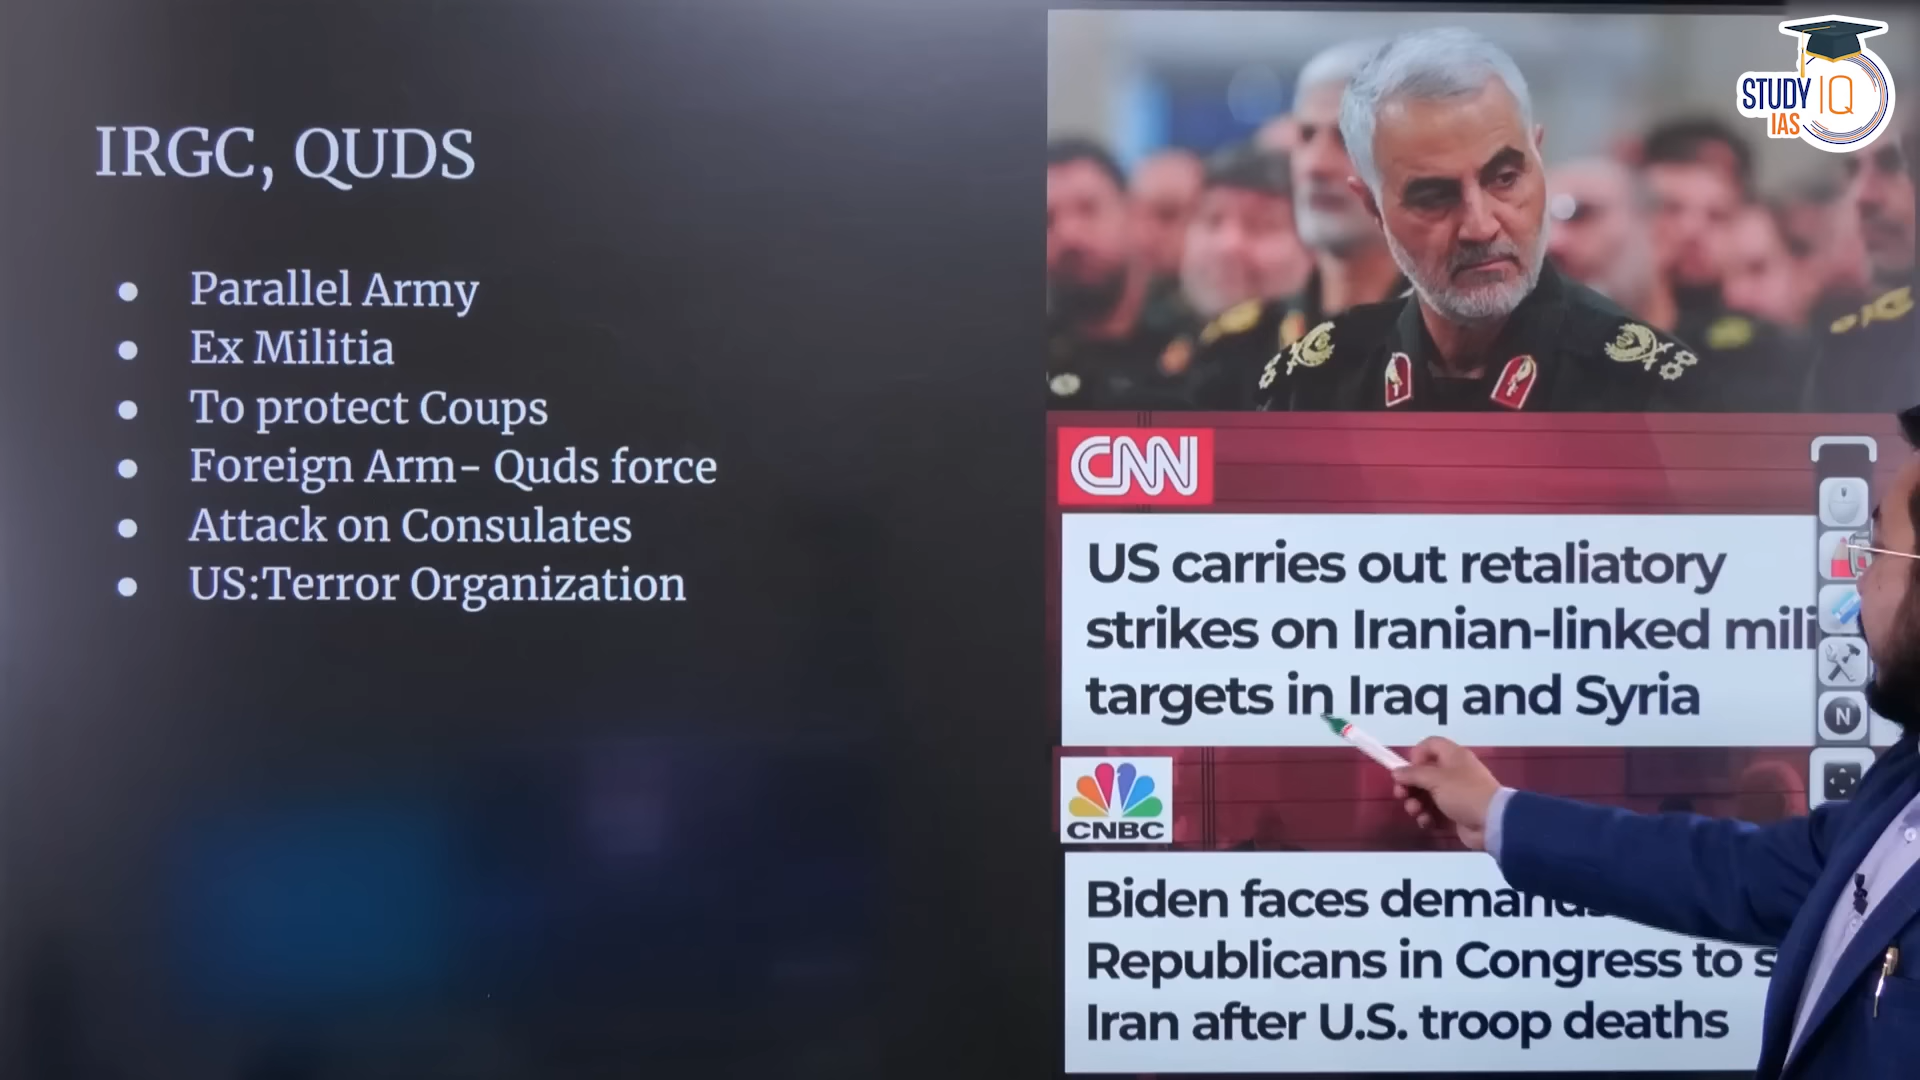 IRGC, QUDS
Parallel Army
Ex Militia
To protect Coups
Foreign Arm- Quds force
Attack on Consulates
US:Terror Organization
STUDY IQ
IAS
CNN
US carries out retaliatory
strikes on Iranian-linked mili
targets in Iraq and Syria
N
CNBC
Biden faces
Republicans in Congress to
Iran after U.S. troop deaths